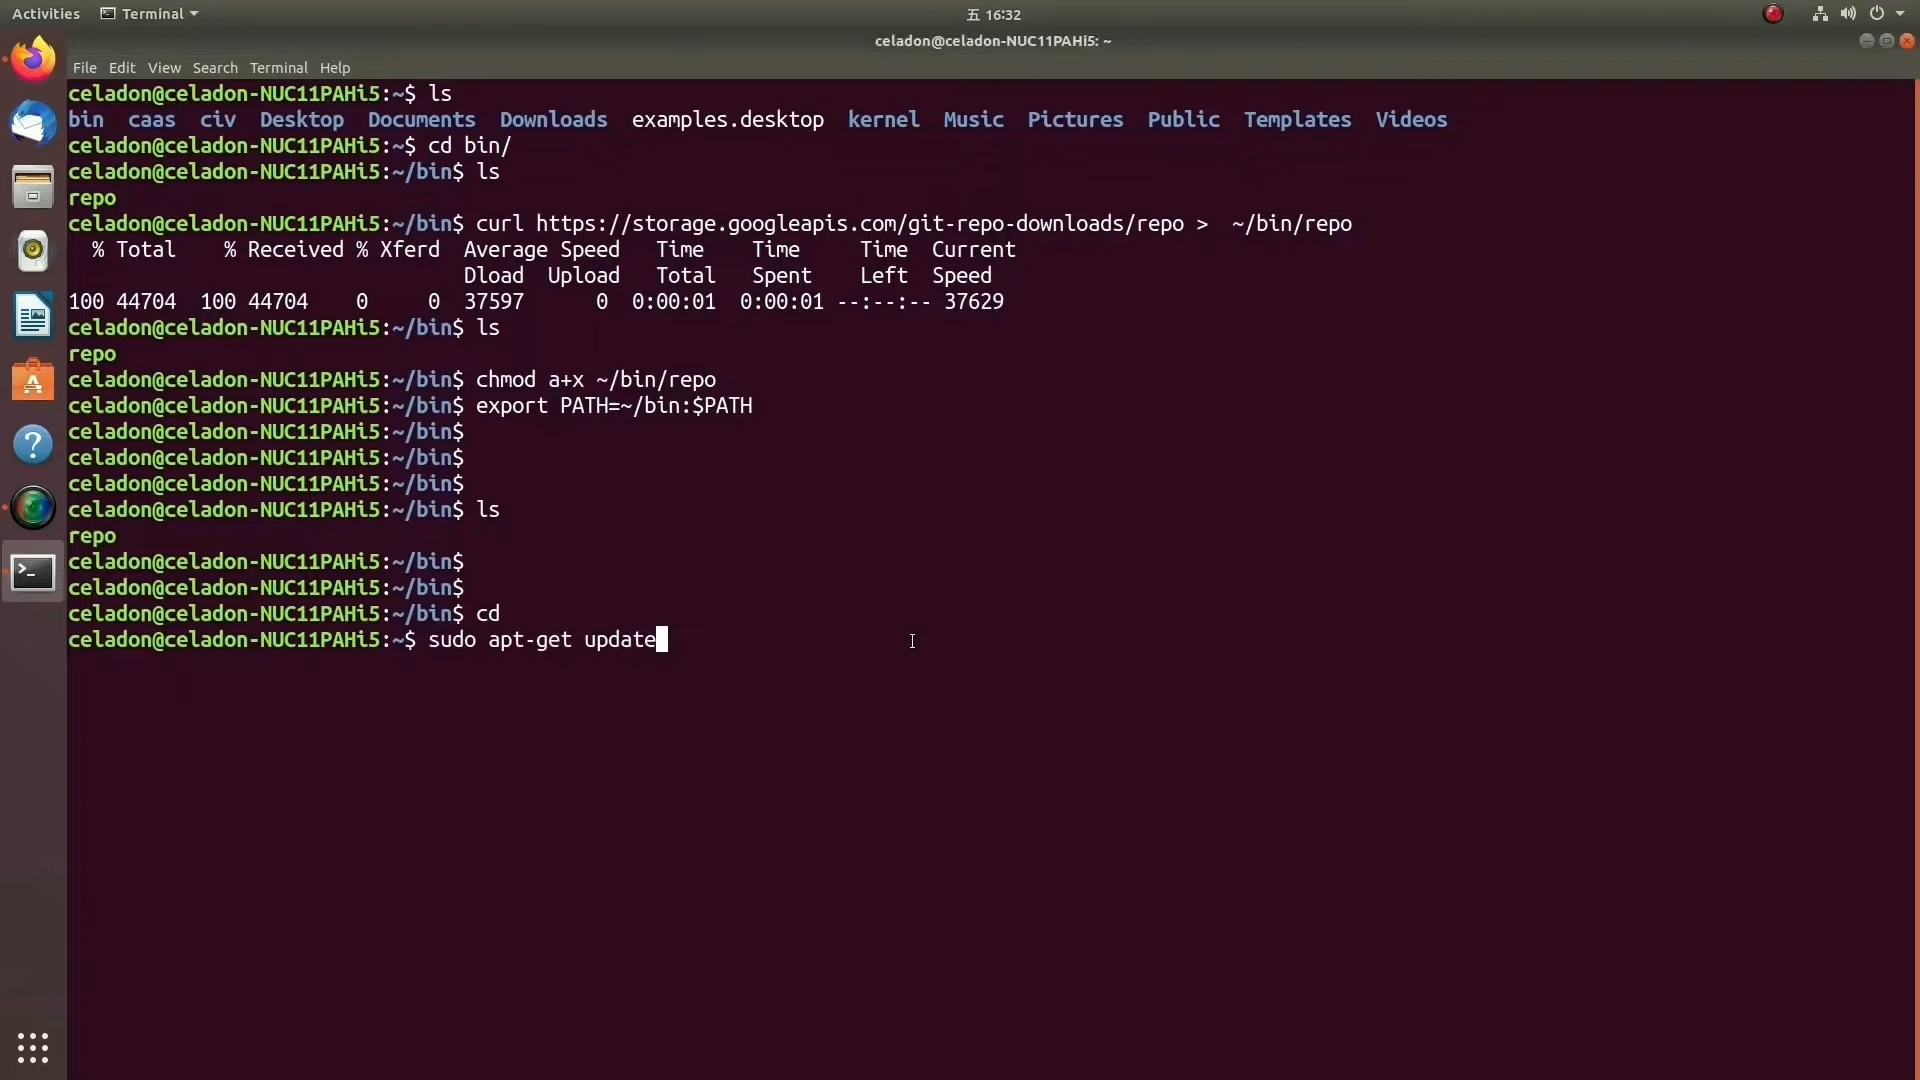 Activities Terminal 五 16:32
celadon@celadon-NUC11PAHi5: ~
File Edit View Search Terminal Help
celadon@celadon-NUC11PAHi5:~$ ls
bin  caas  civ  Desktop  Documents  Downloads  examples.desktop  kernel  Music  Pictures  Public  Templates  Videos
celadon@celadon-NUC11PAHi5:~$ cd bin/
celadon@celadon-NUC11PAHi5:~/bin$ ls
repo
celadon@celadon-NUC11PAHi5:~/bin$ curl https://storage.googleapis.com/git-repo-downloads/repo >  ~/bin/repo
  % Total    % Received % Xferd  Average Speed   Time    Time     Time  Current
                                 Dload  Upload   Total   Spent    Left  Speed
100 44704  100 44704    0     0  37597      0  0:00:01  0:00:01 --:--:-- 37629
celadon@celadon-NUC11PAHi5:~/bin$ ls
repo
celadon@celadon-NUC11PAHi5:~/bin$ chmod a+x ~/bin/repo
celadon@celadon-NUC11PAHi5:~/bin$ export PATH=~/bin:$PATH
celadon@celadon-NUC11PAHi5:~/bin$
celadon@celadon-NUC11PAHi5:~/bin$
celadon@celadon-NUC11PAHi5:~/bin$
celadon@celadon-NUC11PAHi5:~/bin$ ls
repo
celadon@celadon-NUC11PAHi5:~/bin$
celadon@celadon-NUC11PAHi5:~/bin$
celadon@celadon-NUC11PAHi5:~/bin$ cd
celadon@celadon-NUC11PAHi5:~$ sudo apt-get update